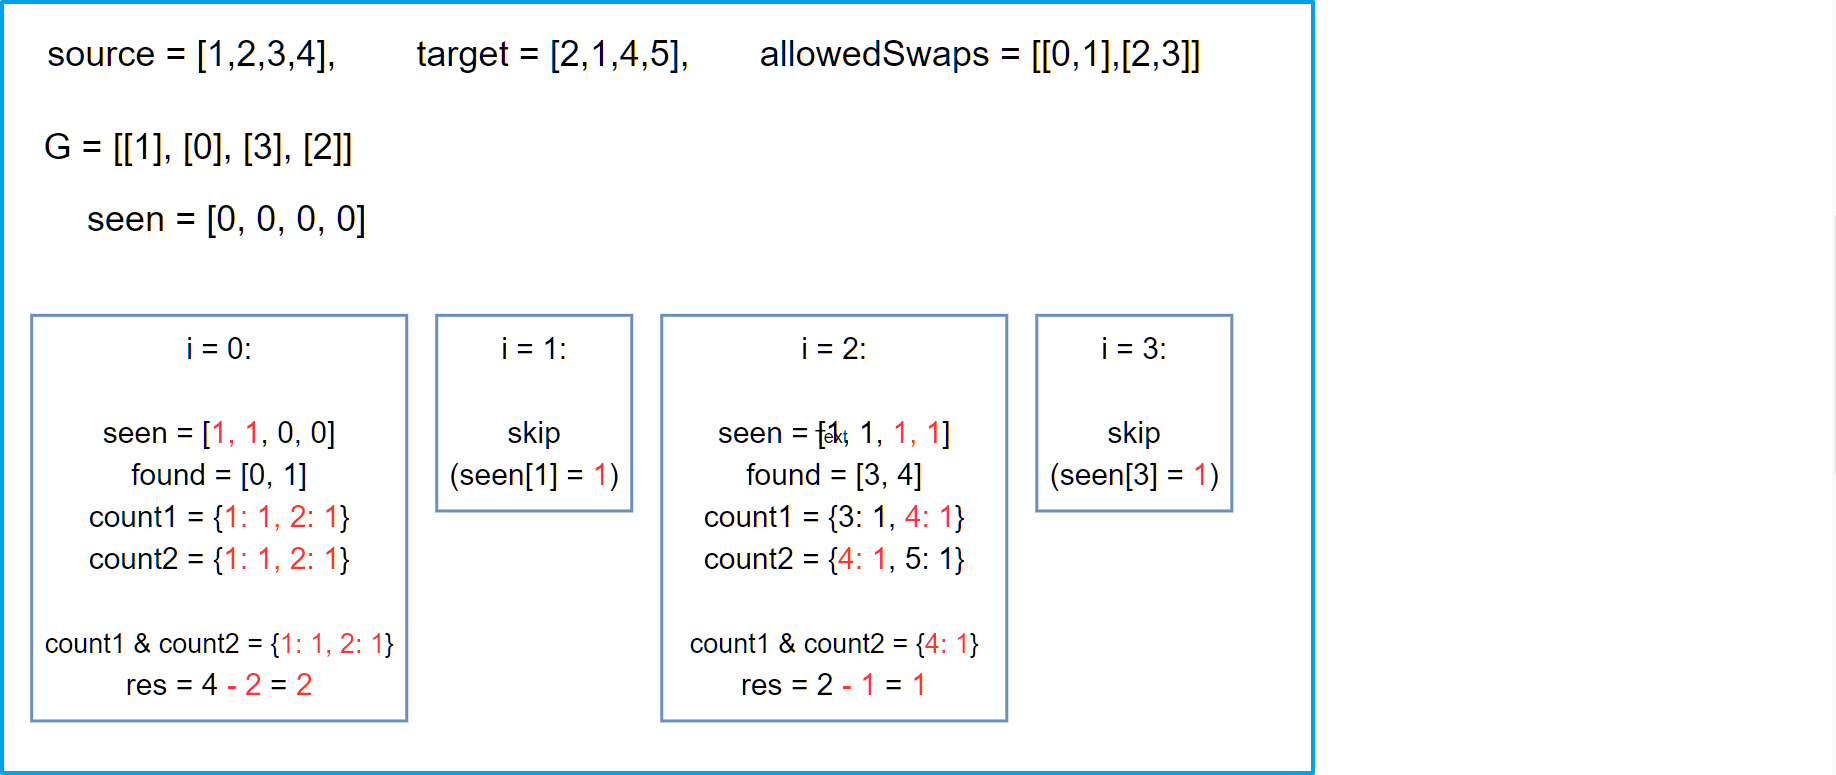 source = [1,2,3,4], target = [2,1,4,5], allowedSwaps = [[0,1],[2,3]]
G = [[1], [0], [3], [2]]
seen = [0, 0, 0, 0]
i = 0:
seen = [1, 1, 0, 0]
found = [0, 1]
count1 = {1: 1, 2: 1}
count2 = {1: 1, 2: 1}
count1 & count2 = {1: 1, 2: 1}
res = 4 - 2 = 2
i = 1:
skip
(seen[1] = 1)
i = 2:
seen = [1, 1, 1, 1]
Text
found = [3, 4]
count1 = {3: 1, 4: 1}
count2 = {4: 1, 5: 1}
count1 & count2 = {4: 1}
res = 2 - 1 = 1
i = 3:
skip
(seen[3] = 1)